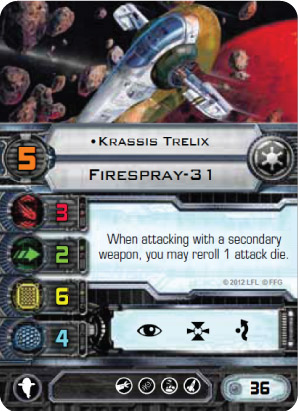 •KRASSIS TRELIX
5
FIRESPRAY-31
3
2
When attacking with a secondary
weapon, you may reroll 1 attack die.
© 2012 LFL © FFG
6
4
36